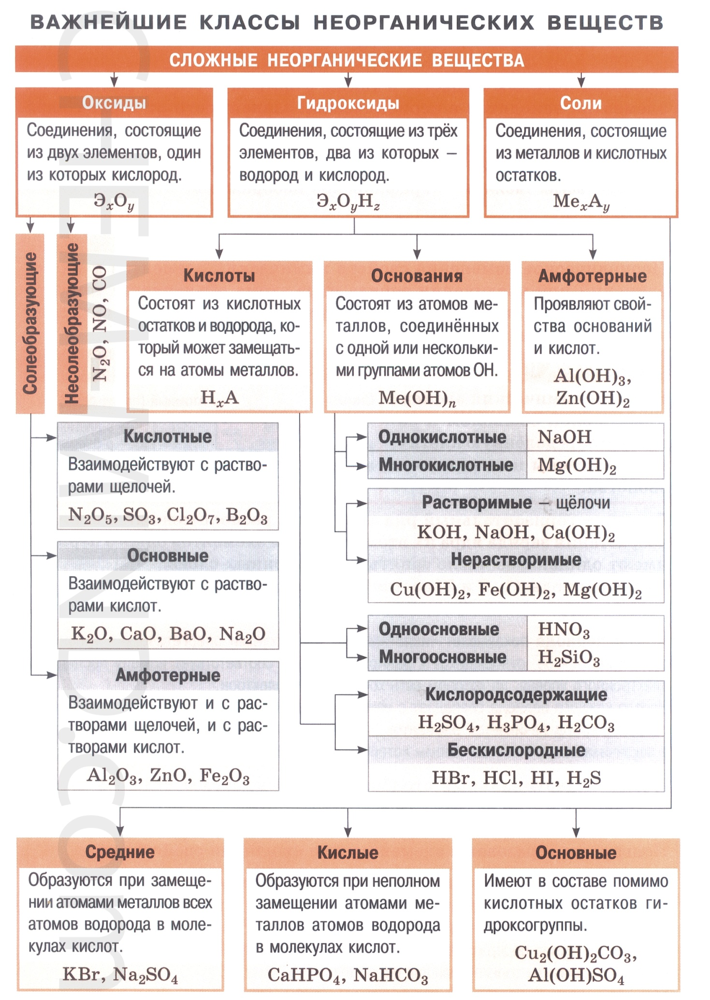 ВАЖНЕЙШИЕ КЛАССЫ НЕОРГАНИЧЕСКИХ ВЕЩЕСТВ
СЛОЖНЫЕ НЕОРГАНИЧЕСКИЕ ВЕЩЕСТВА
Оксиды
Соединения, состоящие
из двух элементов, один
из которых кислород.
ЭₓOᵧ
Гидроксиды
Соединения, состоящие из трёх
элементов, два из которых –
водород и кислород.
ЭₓOᵧH_z
Соли
Соединения, состоящие
из металлов и кислотных
остатков.
MeₓAᵧ
Солеобразующие
Несолеобразующие
N₂O, NO, CO
Кислоты
Состоят из кислотных
остатков и водорода, ко-
торый может замещать-
ся на атомы металлов.
HₓA
Основания
Состоят из атомов ме-
таллов, соединённых
с одной или нескольки-
ми группами атомов ОН.
Me(OH)ₙ
Амфотерные
Проявляют свой-
ства оснований
и кислот.
Al(OH)₃,
Zn(OH)₂
Кислотные
Взаимодействуют с раство-
рами щелочей.
N₂O₅, SO₃, Cl₂O₇, B₂O₃
Основные
Взаимодействуют с раство-
рами кислот.
K₂O, CaO, BaO, Na₂O
Амфотерные
Взаимодействуют и с рас-
творами щелочей, и с рас-
творами кислот.
Al₂O₃, ZnO, Fe₂O₃
Однокислотные NaOH
Многокислотные Mg(OH)₂
Растворимые – щёлочи
KOH, NaOH, Ca(OH)₂
Нерастворимые
Cu(OH)₂, Fe(OH)₂, Mg(OH)₂
Одноосновные HNO₃
Многоосновные H₂SiO₃
Кислородсодержащие
H₂SO₄, H₃PO₄, H₂CO₃
Бескислородные
HBr, HCl, HI, H₂S
Средние
Образуются при замеще-
нии атомами металлов всех
атомов водорода в моле-
кулах кислот.
KBr, Na₂SO₄
Кислые
Образуются при неполном
замещении атомами ме-
таллов атомов водорода
в молекулах кислот.
CaHPO₄, NaHCO₃
Основные
Имеют в составе помимо
кислотных остатков ги-
дроксогруппы.
Cu₂(OH)₂CO₃,
Al(OH)SO₄